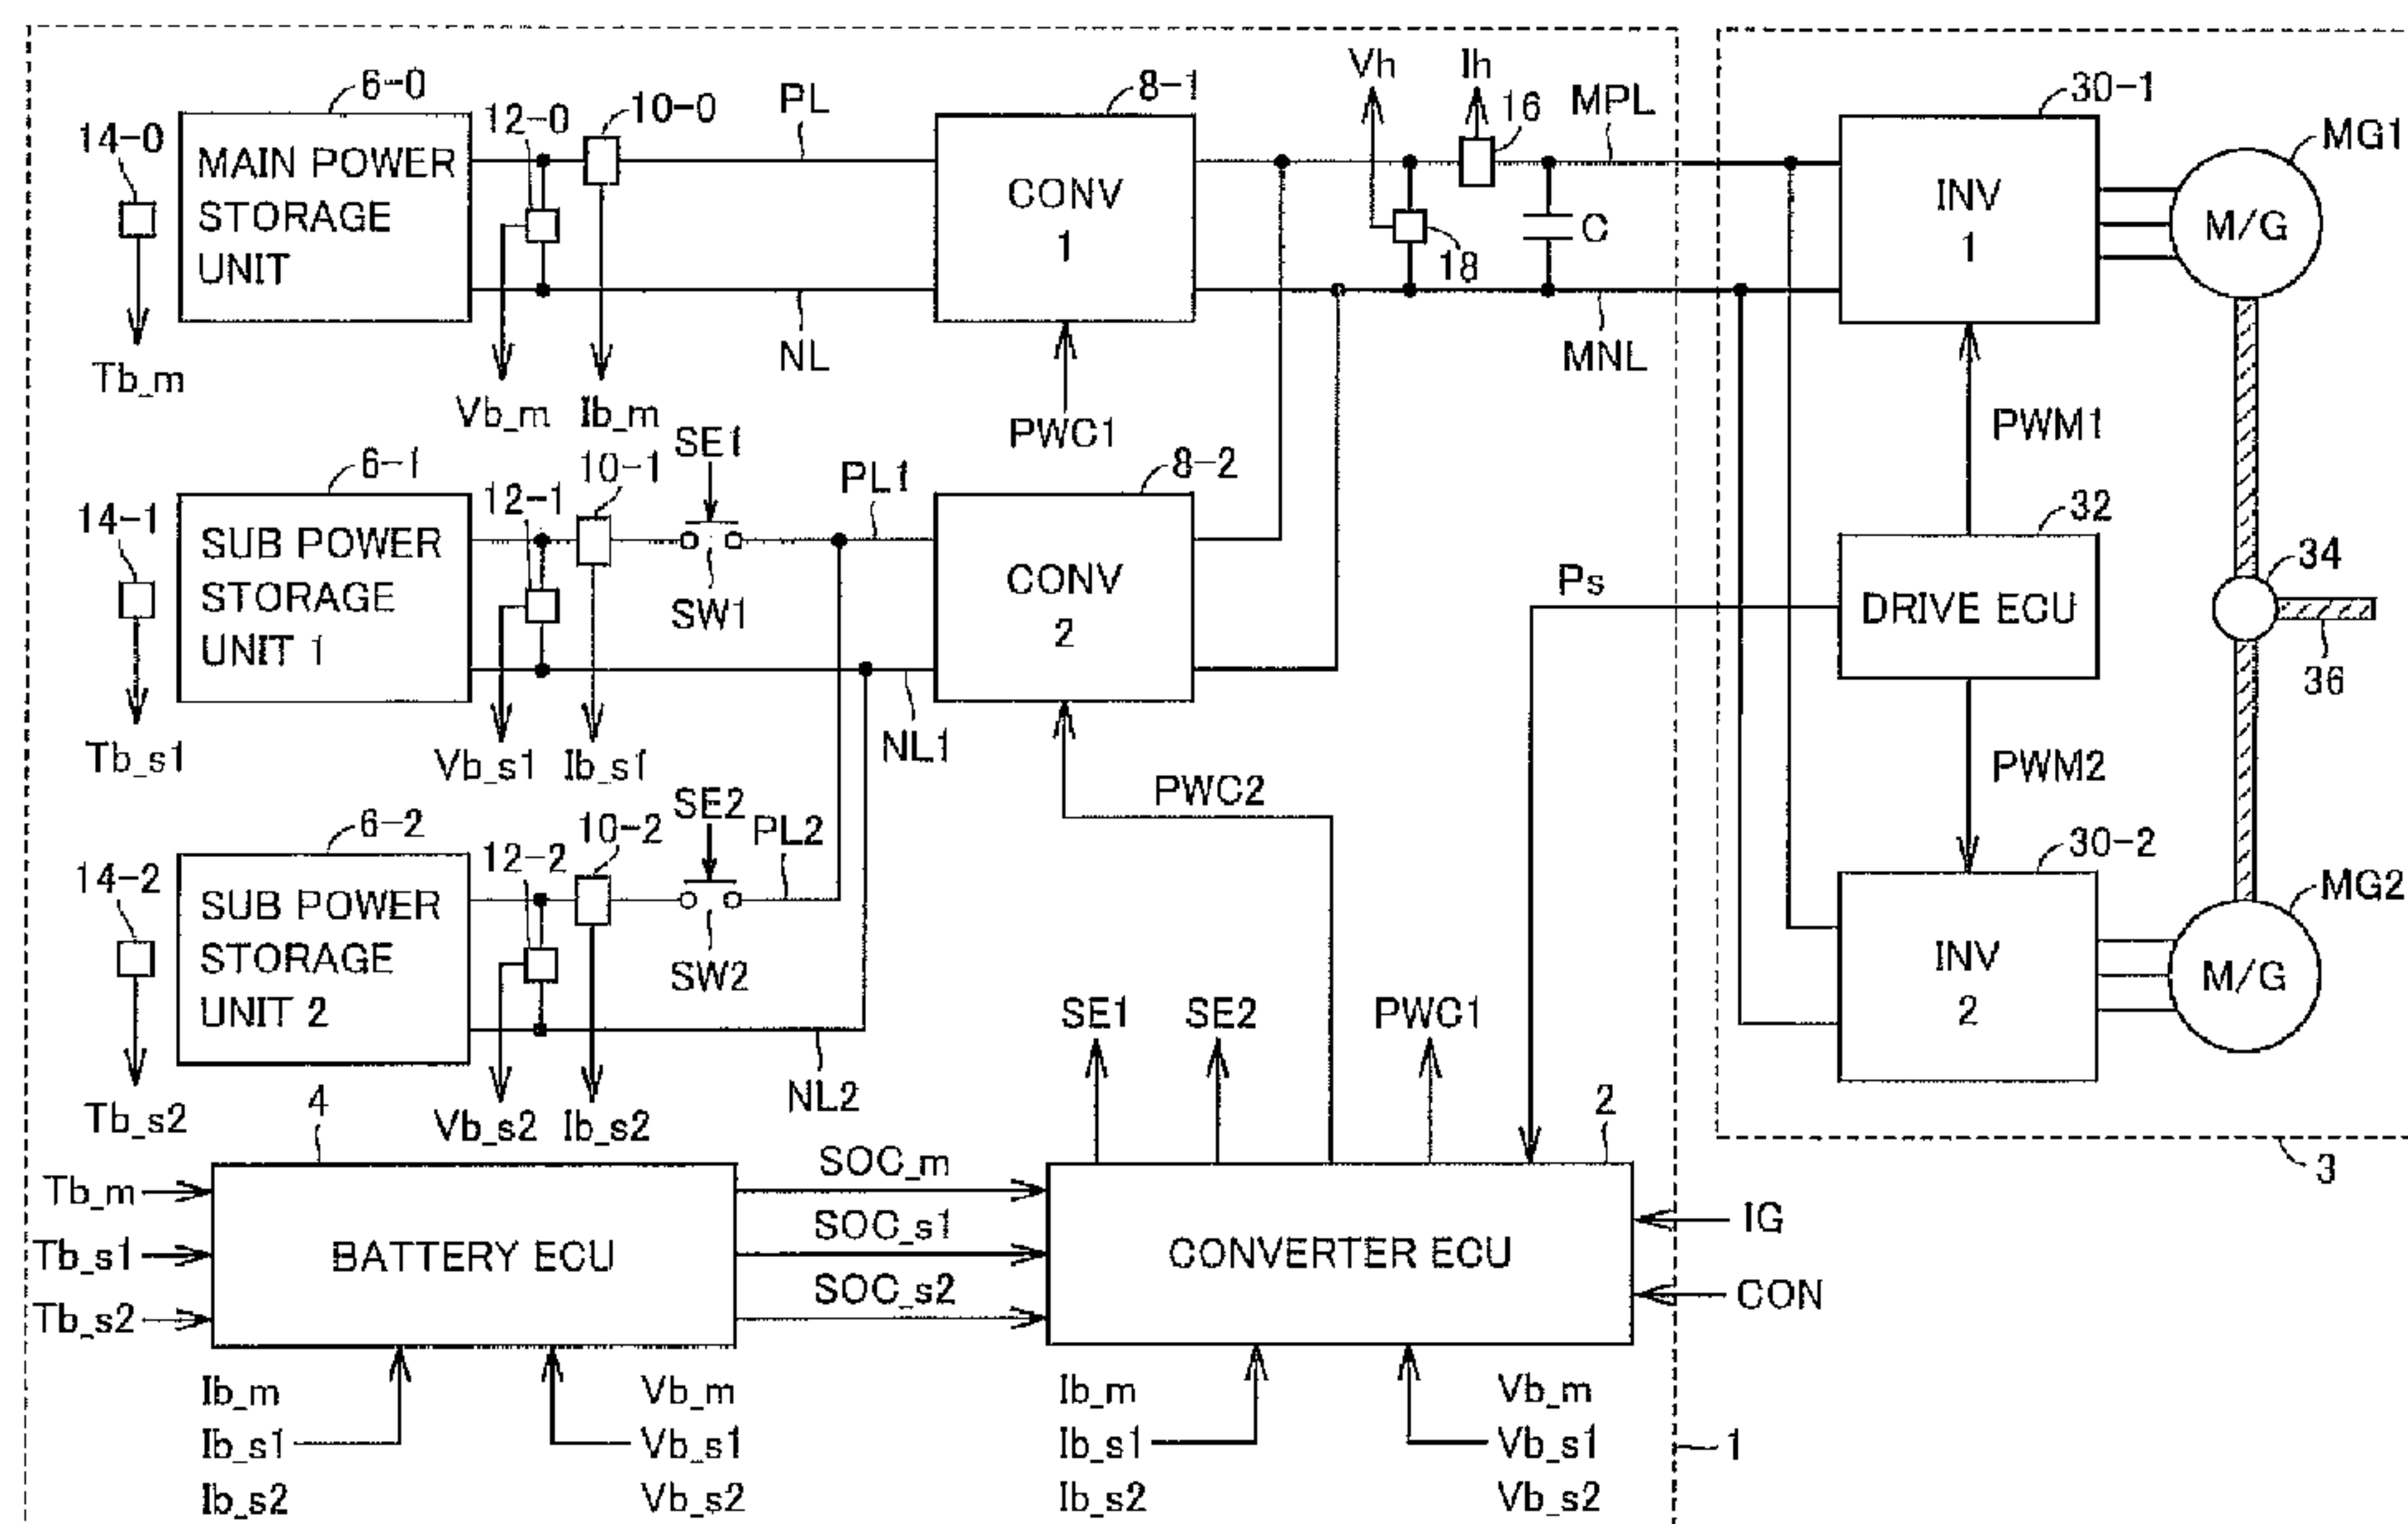 Vh
Ih
6-0
12-0
10-0
PL
8-1
16
MPL
30-1
MG1
14-0
MAIN POWER
STORAGE
UNIT
CONV
1
18
C
INV
1
M/G
Tb_m
NL
MNL
Vb_m
Ib_m
PWC1
PWM1
6-1
12-1
10-1
SE1
PL1
8-2
32
34
14-1
SUB POWER
STORAGE
UNIT 1
SW1
CONV
2
Ps
DRIVE ECU
36
Tb_s1
Vb_s1
Ib_s1
NL1
PWC2
PWM2
6-2
12-2
10-2
SE2
PL2
30-2
MG2
14-2
SUB POWER
STORAGE
UNIT 2
SW2
INV
2
M/G
Tb_s2
Vb_s2
Ib_s2
NL2
SE1
SE2
PWC1
4
2
3
Tb_m
Tb_s1
Tb_s2
BATTERY ECU
SOC_m
SOC_s1
SOC_s2
CONVERTER ECU
IG
CON
Ib_m
Ib_s1
Ib_s2
Vb_m
Vb_s1
Vb_s2
Ib_m
Ib_s1
Ib_s2
Vb_m
Vb_s1
Vb_s2
1